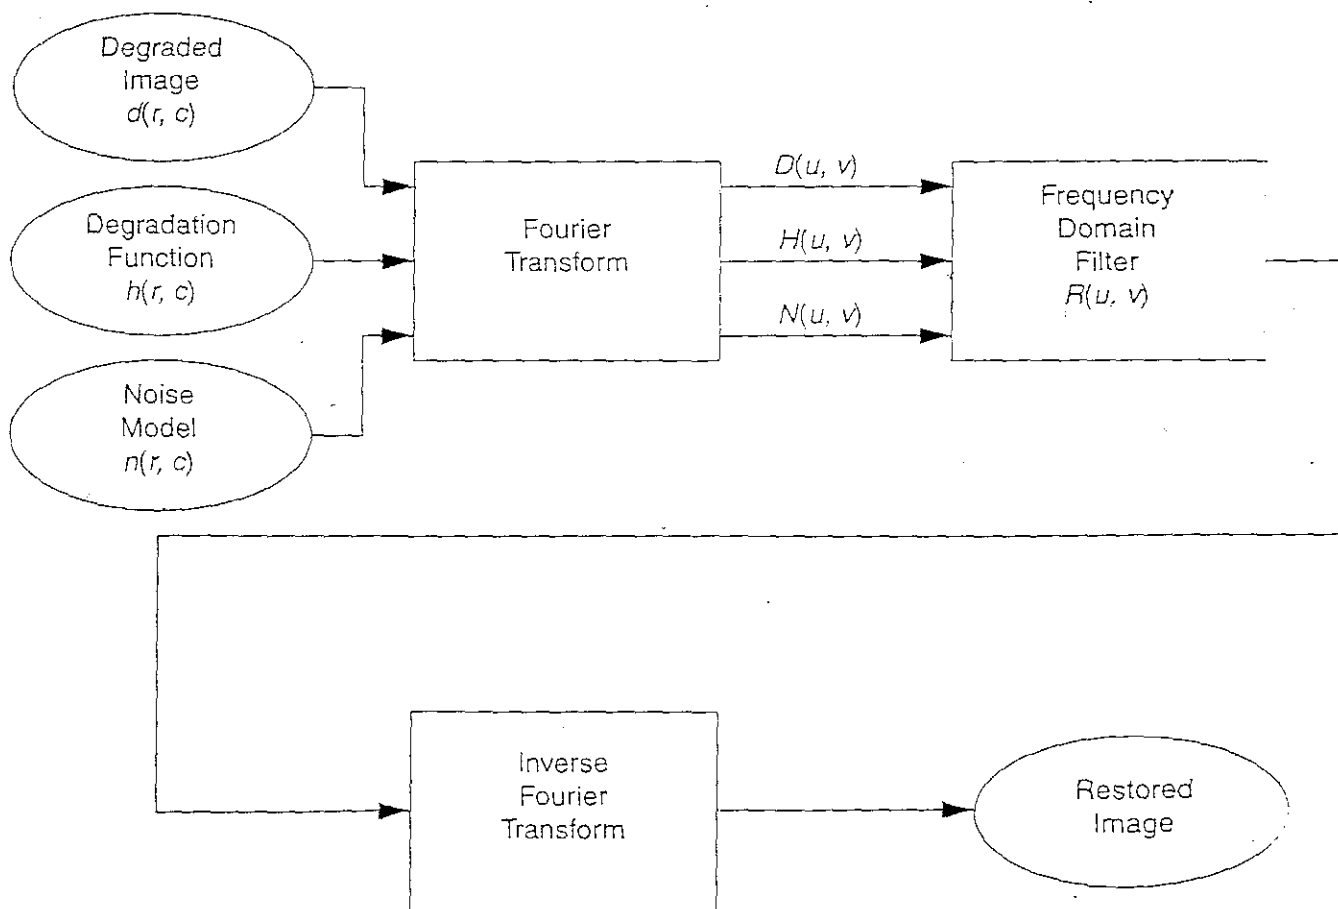 Degraded
Image
d(r, c)
Degradation
Function
h(r, c)
Noise
Model
n(r, c)
Fourier
Transform
D(u, v)
H(u, v)
N(u, v)
Frequency
Domain
Filter
R(u, v)
Inverse
Fourier
Transform
Restored
Image